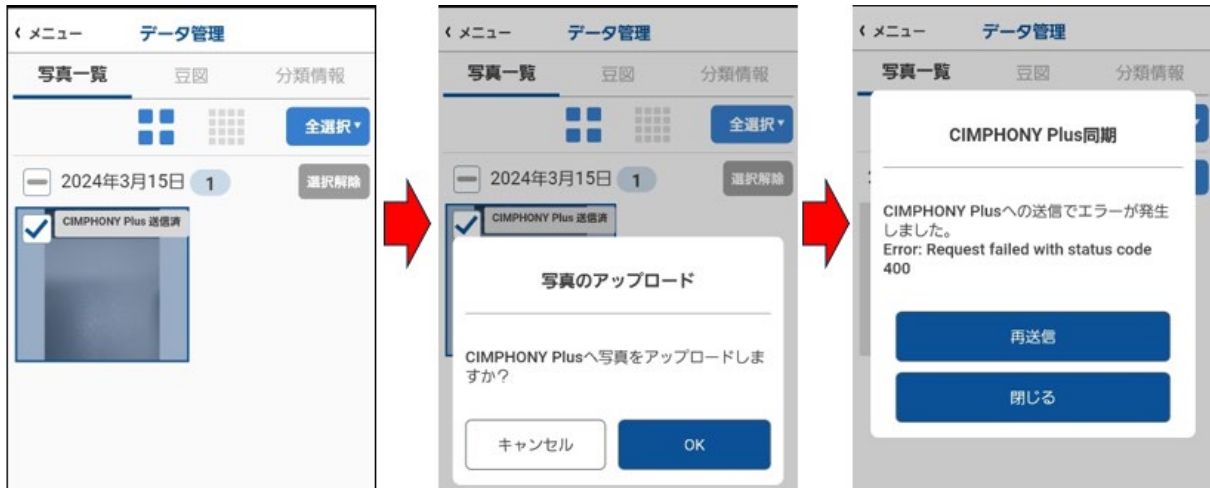 メニュー
データ管理
写真一覧
豆図
分類情報
全選択
2024年3月15日
1
選択解除
CIMPHONY Plus 送信済
メニュー
データ管理
写真一覧
豆図
分類情報
全選択
2024年3月15日
1
選択解除
CIMPHONY Plus 送信済
写真のアップロード
CIMPHONY Plusへ写真をアップロードしま
すか？
キャンセル
OK
メニュー
データ管理
写真一覧
豆図
分類情報
CIMPHONY Plus同期
CIMPHONY Plusへの送信でエラーが発生
しました。
Error: Request failed with status code
400
再送信
閉じる